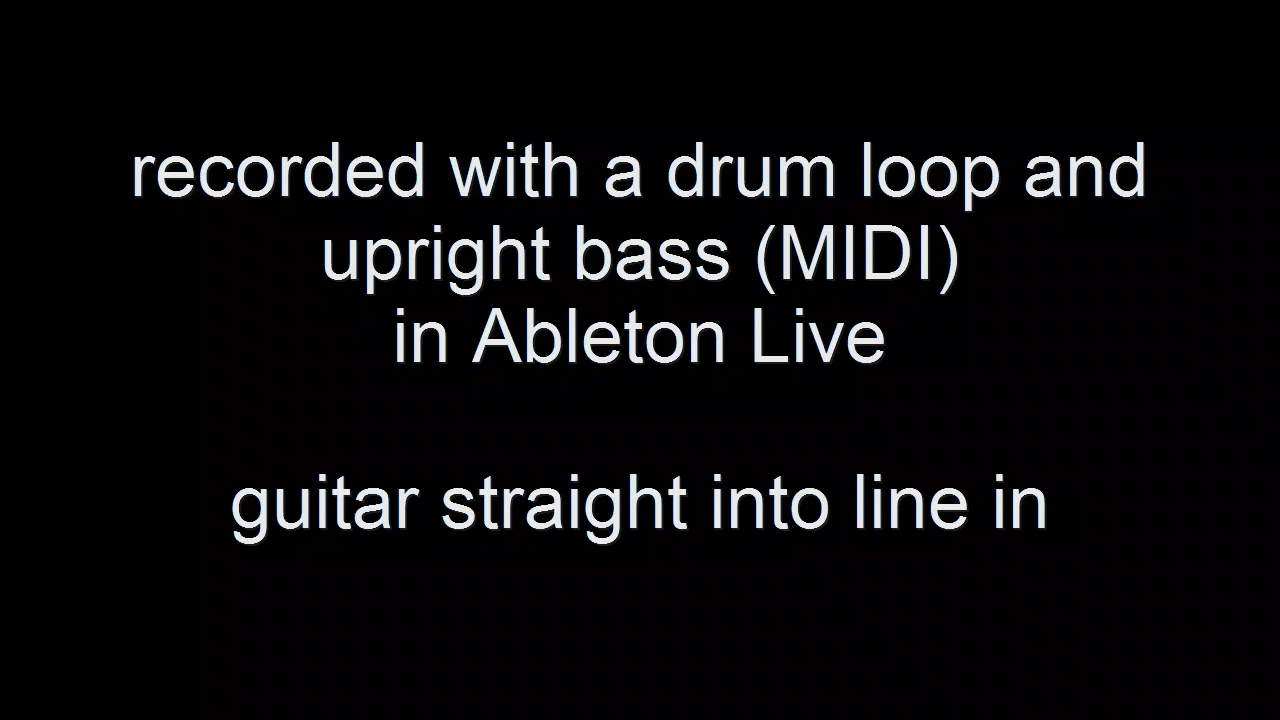 recorded with a drum loop and
upright bass (MIDI)
in Ableton Live
guitar straight into line in